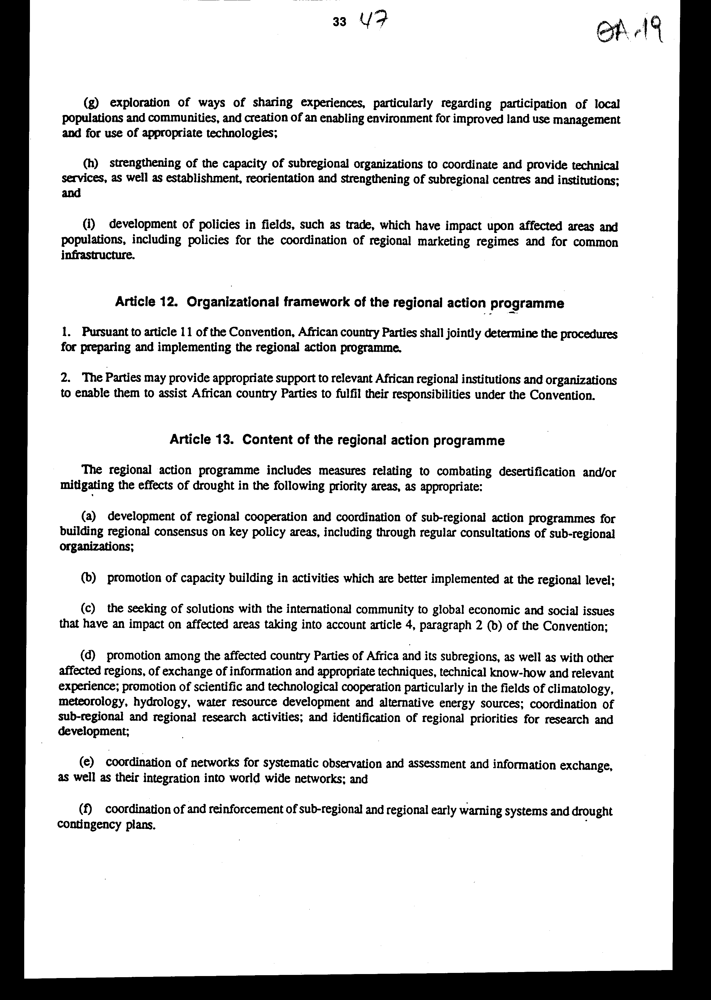 33 47
OA-19
(g) exploration of ways of sharing experiences, particularly regarding participation of local
populations and communities, and creation of an enabling environment for improved land use management
and for use of appropriate technologies;
(h) strengthening of the capacity of subregional organizations to coordinate and provide technical
services, as well as establishment, reorientation and strengthening of subregional centres and institutions;
and
(i) development of policies in fields, such as trade, which have impact upon affected areas and
populations, including policies for the coordination of regional marketing regimes and for common
infrastructure.
Article 12. Organizational framework of the regional action programme
1. Pursuant to article 11 of the Convention, African country Parties shall jointly determine the procedures
for preparing and implementing the regional action programme.
2. The Parties may provide appropriate support to relevant African regional institutions and organizations
to enable them to assist African country Parties to fulfil their responsibilities under the Convention.
Article 13. Content of the regional action programme
The regional action programme includes measures relating to combating desertification and/or
mitigating the effects of drought in the following priority areas, as appropriate:
(a) development of regional cooperation and coordination of sub-regional action programmes for
building regional consensus on key policy areas, including through regular consultations of sub-regional
organizations;
(b) promotion of capacity building in activities which are better implemented at the regional level;
(c) the seeking of solutions with the international community to global economic and social issues
that have an impact on affected areas taking into account article 4, paragraph 2 (b) of the Convention;
(d) promotion among the affected country Parties of Africa and its subregions, as well as with other
affected regions, of exchange of information and appropriate techniques, technical know-how and relevant
experience; promotion of scientific and technological cooperation particularly in the fields of climatology,
meteorology, hydrology, water resource development and alternative energy sources; coordination of
sub-regional and regional research activities; and identification of regional priorities for research and
development;
(e) coordination of networks for systematic observation and assessment and information exchange,
as well as their integration into world wide networks; and
(f) coordination of and reinforcement of sub-regional and regional early warning systems and drought
contingency plans.